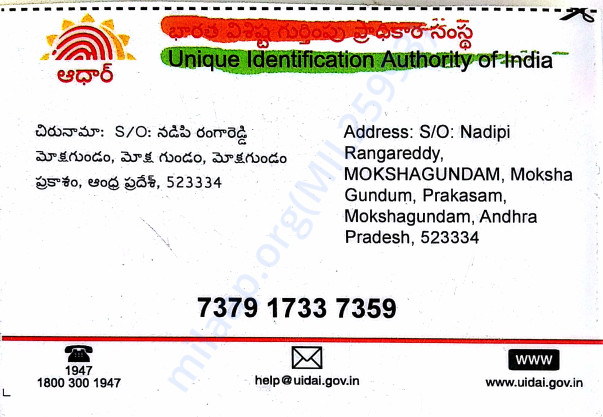 భారత విశిష్ట గుర్తింపు ప్రాధికార సంస్థ
Unique Identification Authority of India
ఆధార్
చిరునామా: S/O: నడిపి రంగారెడ్డి
మోక్షగుండం, మోక్ష గుండం, మోక్షగుండం
ప్రకాశం, ఆంధ్ర ప్రదేశ్, 523334
Address: S/O: Nadipi
Rangareddy,
MOKSHAGUNDAM, Moksha
Gundum, Prakasam,
Mokshagundam, Andhra
Pradesh, 523334
7379 1733 7359
1947
1800 300 1947
help@uidai.gov.in
WWW
www.uidai.gov.in